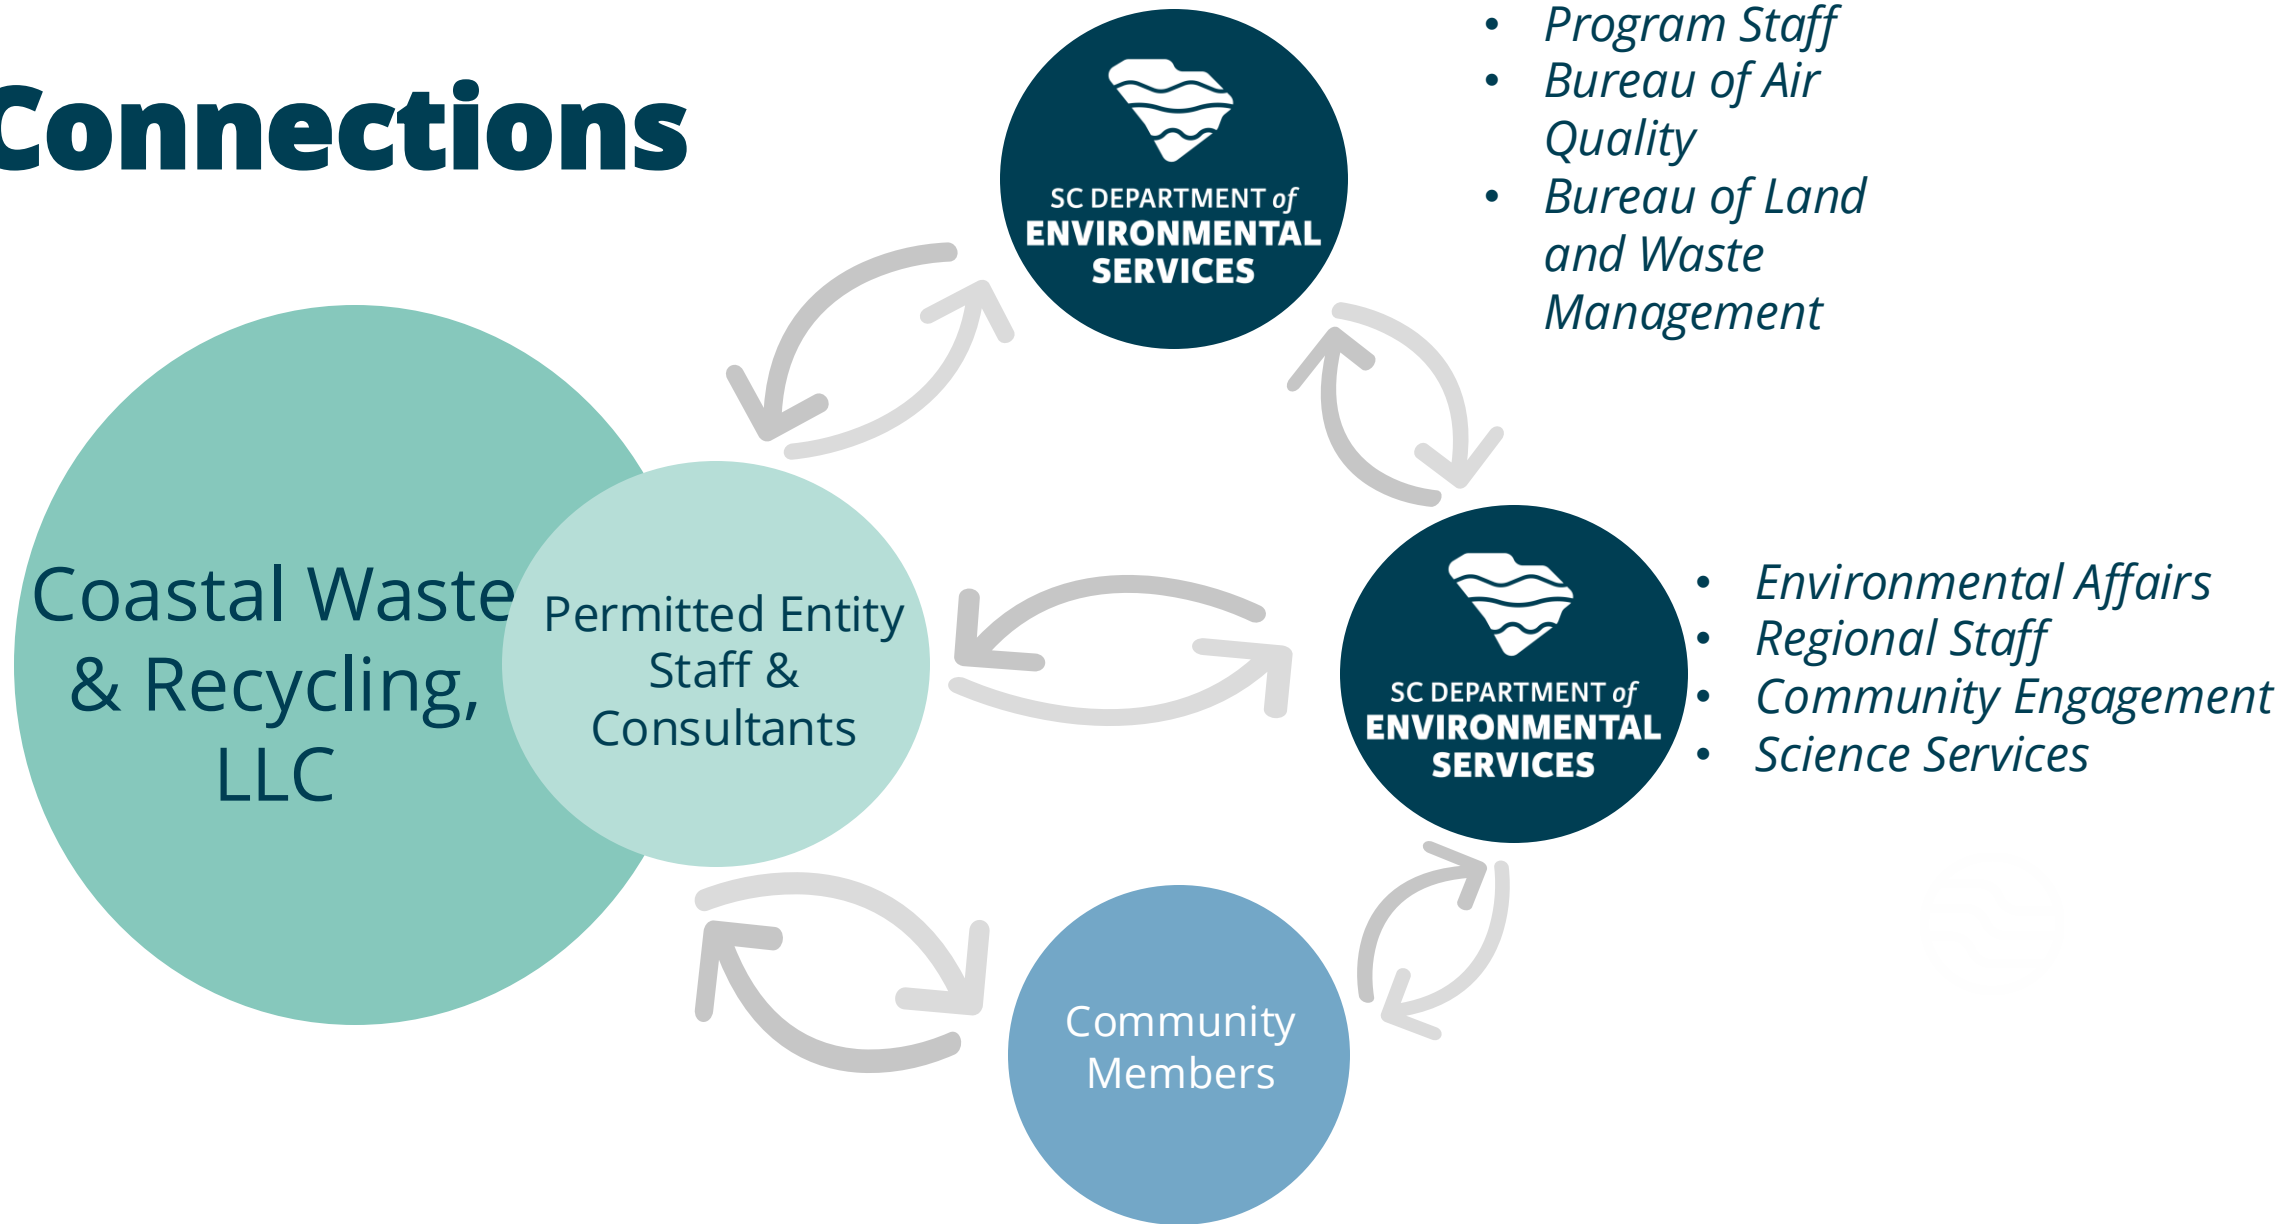 Connections
SC DEPARTMENT of
ENVIRONMENTAL
SERVICES
• Program Staff
• Bureau of Air
Quality
• Bureau of Land
and Waste
Management
Coastal Waste
& Recycling,
LLC
Permitted Entity
Staff &
Consultants
SC DEPARTMENT of
ENVIRONMENTAL
SERVICES
• Environmental Affairs
• Regional Staff
• Community Engagement
• Science Services
Community
Members